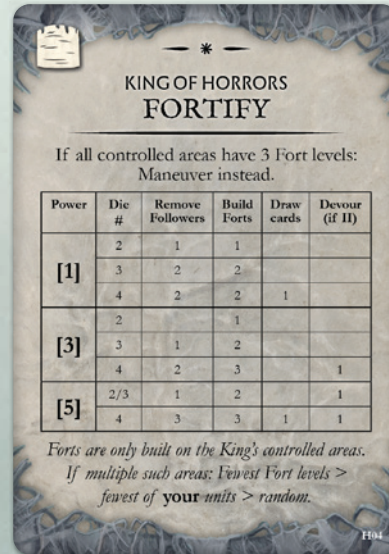 KING OF HORRORS
FORTIFY
If all controlled areas have 3 Fort levels:
Maneuver instead.
Power Die # Remove Followers Build Forts Draw cards Devour (if II)
[1] 2 1 1
3 2 2
4 2 2 1
[3] 2 1
3 1 2
4 2 3 1
[5] 2/3 1 2 1
4 3 3 1 1
Forts are only built on the King's controlled areas.
If multiple such areas: Fewest Fort levels >
fewest of your units > random.
H04